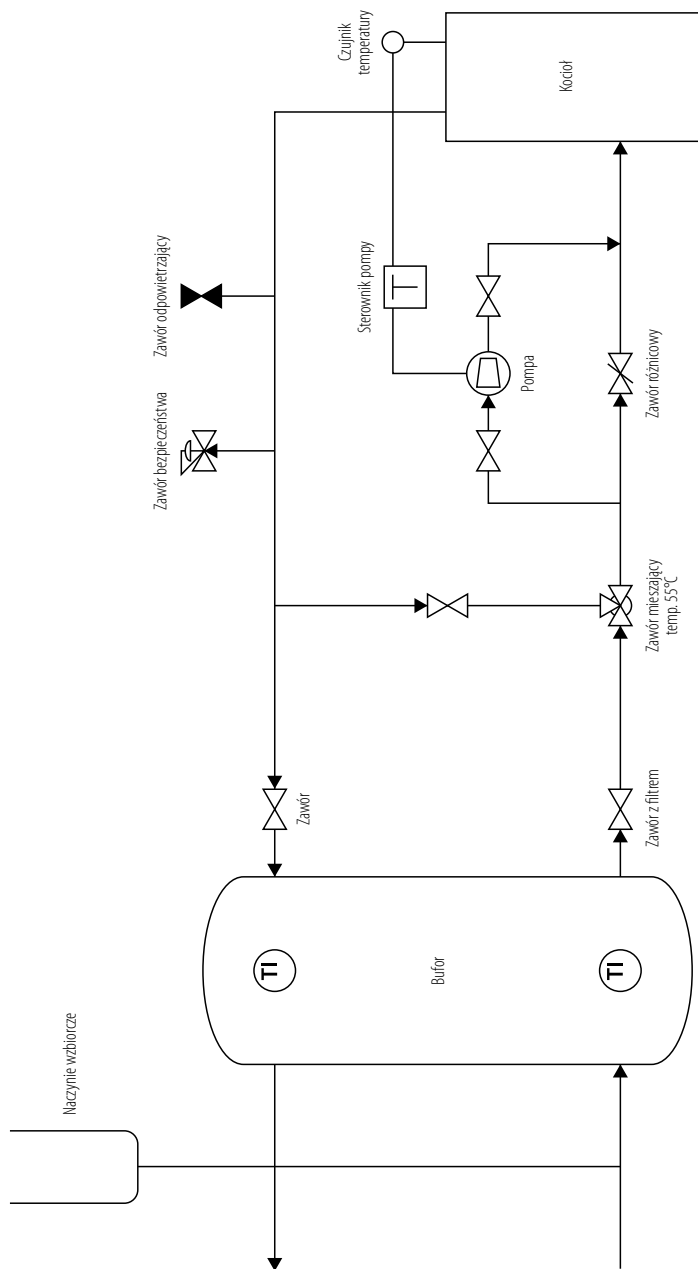 Czujnik
temperatury
Kocioł
Zawór odpowietrzający
Sterownik pompy
T
Pompa
Zawór różnicowy
Zawór bezpieczeństwa
Zawór mieszający
temp. 55°C
Zawór
Zawór z filtrem
TI
Bufor
TI
Naczynie wzbiorcze